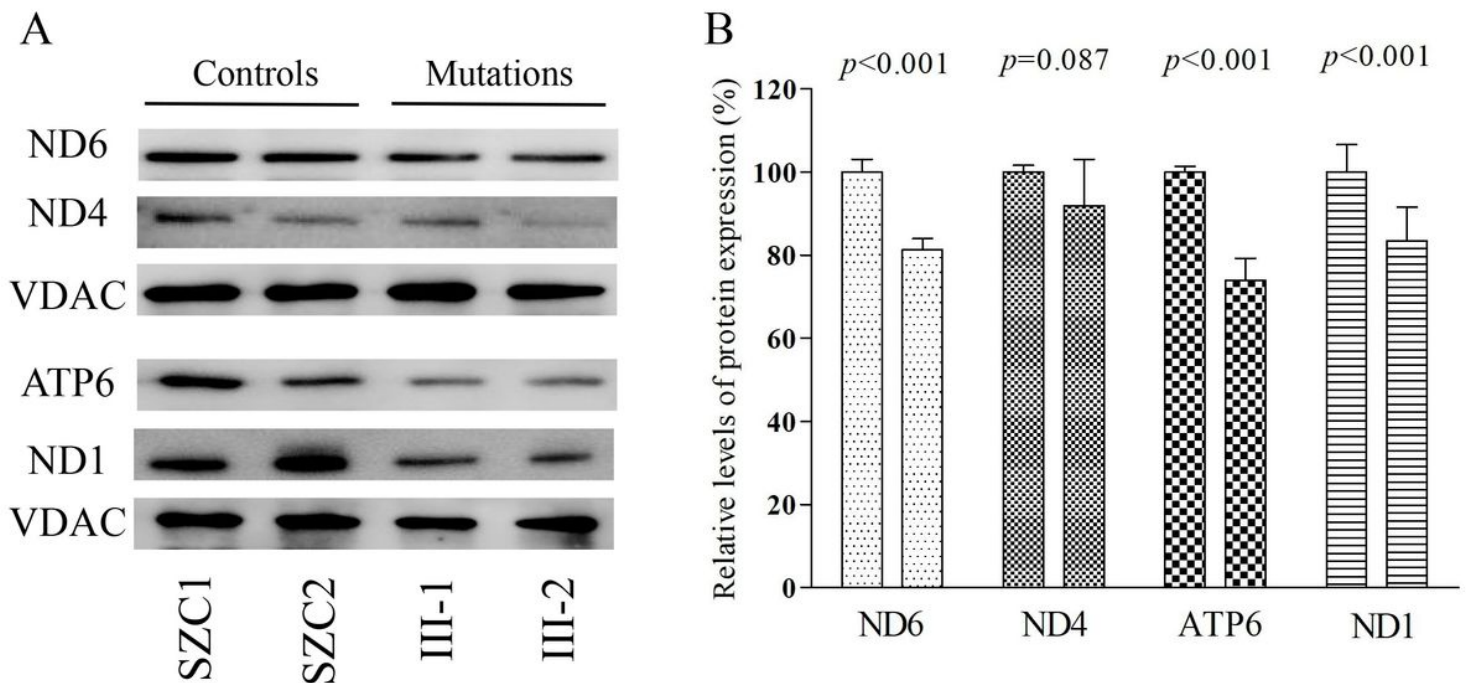 A
Controls Mutations
ND6
ND4
VDAC
ATP6
ND1
VDAC
SZC1 SZC2 III-1 III-2
B
p<0.001 p=0.087 p<0.001 p<0.001
Relative levels of protein expression (%)
120
100
80
60
40
20
0
ND6 ND4 ATP6 ND1